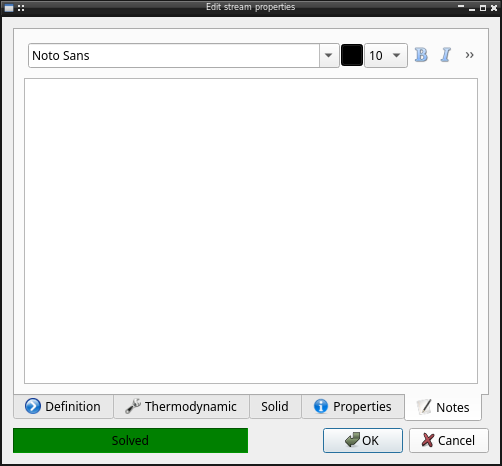 Edit stream properties
Noto Sans
10
B I ››
Definition Thermodynamic Solid Properties Notes
Solved OK Cancel